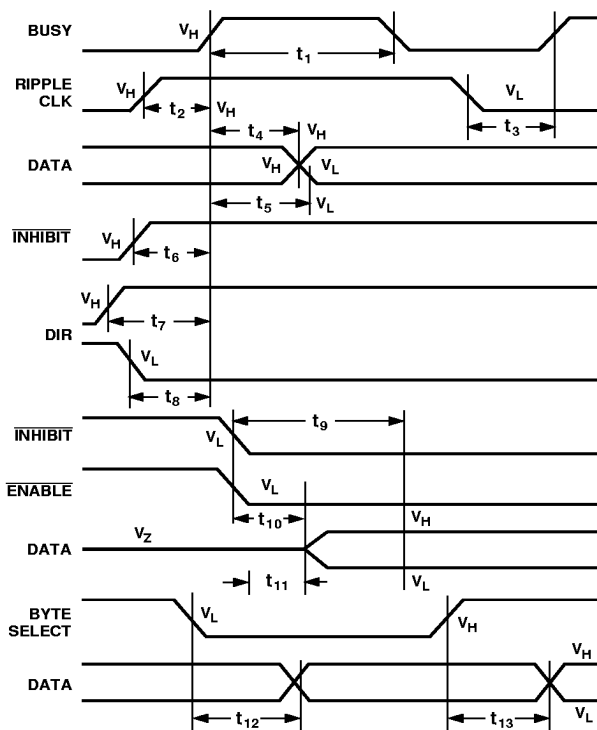 BUSY
V_H
t_1
RIPPLE
CLK
V_H
t_2
V_H
V_L
t_3
t_4
V_H
DATA
V_H
V_L
t_5
V_L
INHIBIT
V_H
t_6
V_H
t_7
DIR
V_L
t_8
INHIBIT
V_L
t_9
ENABLE
V_L
t_10
V_H
DATA
V_Z
t_11
V_L
BYTE
SELECT
V_L
V_H
DATA
V_H
V_L
t_12
t_13